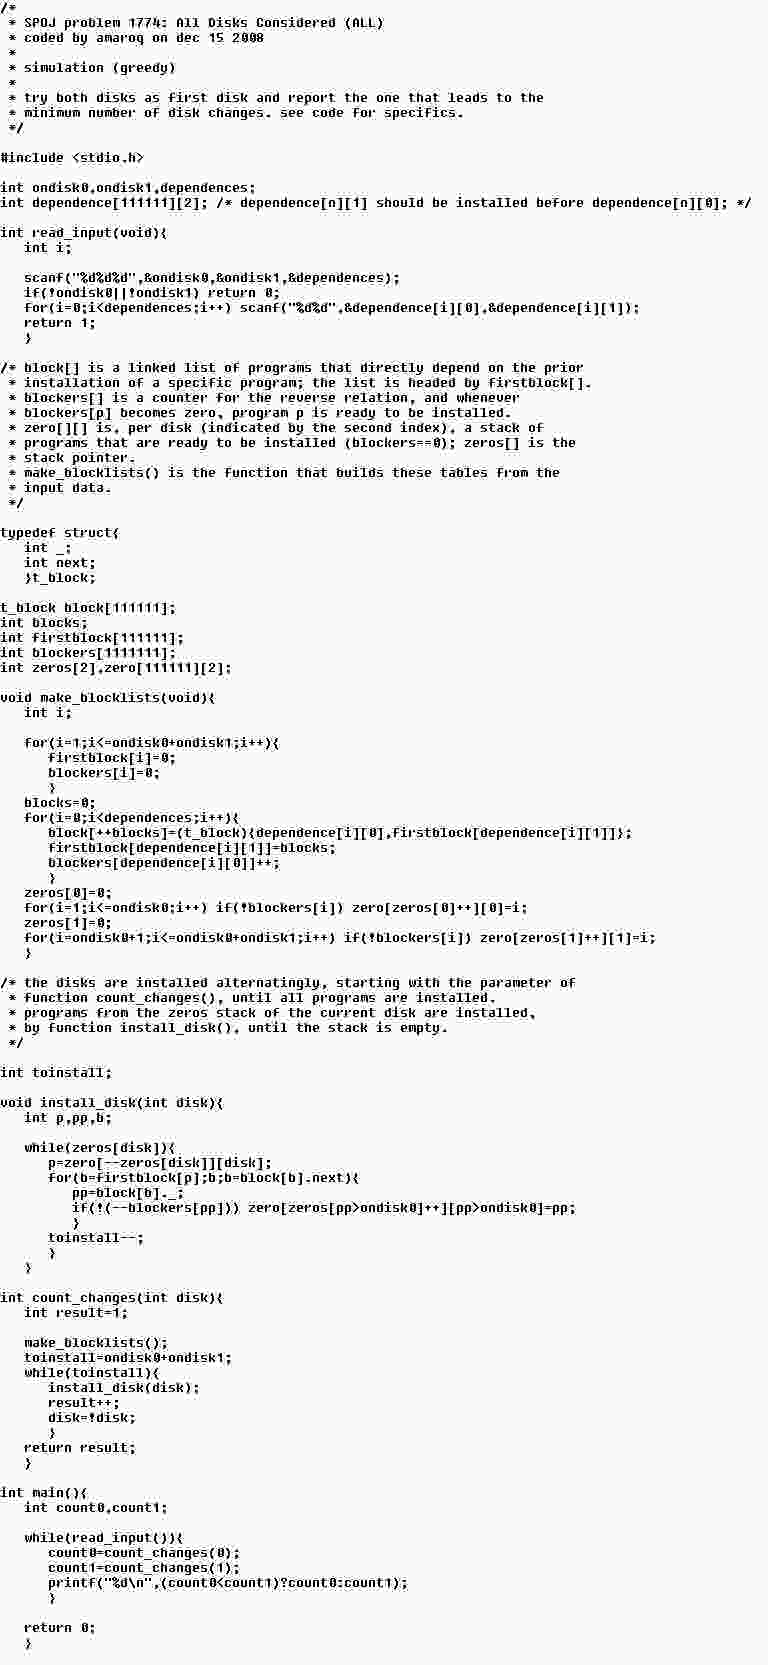 /*
 * SPOJ problem 1774: All Disks Considered (ALL)
 * coded by amaroq on dec 15 2008
 *
 * simulation (greedy)
 *
 * try both disks as first disk and report the one that leads to the
 * minimum number of disk changes. see code for specifics.
 */

#include <stdio.h>

int ondisk0,ondisk1,dependences;
int dependence[111111][2]; /* dependence[n][1] should be installed before dependence[n][0]; */

int read_input(void){
   int i;

   scanf("%d%d%d",&ondisk0,&ondisk1,&dependences);
   if(!ondisk0||!ondisk1) return 0;
   for(i=0;i<dependences;i++) scanf("%d%d",&dependence[i][0],&dependence[i][1]);
   return 1;
   }

/* block[] is a linked list of programs that directly depend on the prior
 * installation of a specific program; the list is headed by firstblock[].
 * blockers[] is a counter for the reverse relation, and whenever
 * blockers[p] becomes zero, program p is ready to be installed.
 * zero[][] is, per disk (indicated by the second index), a stack of
 * programs that are ready to be installed (blockers==0); zeros[] is the
 * stack pointer.
 * make_blocklists() is the function that builds these tables from the
 * input data.
 */

typedef struct{
   int _;
   int next;
   }t_block;

t_block block[111111];
int blocks;
int firstblock[111111];
int blockers[1111111];
int zeros[2],zero[111111][2];

void make_blocklists(void){
   int i;

   for(i=1;i<=ondisk0+ondisk1;i++){
      firstblock[i]=0;
      blockers[i]=0;
      }
   blocks=0;
   for(i=0;i<dependences;i++){
      block[++blocks]=(t_block){dependence[i][0],firstblock[dependence[i][1]]};
      firstblock[dependence[i][1]]=blocks;
      blockers[dependence[i][0]]++;
      }
   zeros[0]=0;
   for(i=1;i<=ondisk0;i++) if(!blockers[i]) zero[zeros[0]++][0]=i;
   zeros[1]=0;
   for(i=ondisk0+1;i<=ondisk0+ondisk1;i++) if(!blockers[i]) zero[zeros[1]++][1]=i;
   }

/* the disks are installed alternatingly, starting with the parameter of
 * function count_changes(), until all programs are installed.
 * programs from the zeros stack of the current disk are installed,
 * by function install_disk(), until the stack is empty.
 */

int toinstall;

void install_disk(int disk){
   int p,pp,b;

   while(zeros[disk]){
      p=zero[--zeros[disk]][disk];
      for(b=firstblock[p];b;b=block[b].next){
         pp=block[b]._;
         if(!(--blockers[pp])) zero[zeros[pp>ondisk0]++][pp>ondisk0]=pp;
         }
      toinstall--;
      }
   }

int count_changes(int disk){
   int result=1;

   make_blocklists();
   toinstall=ondisk0+ondisk1;
   while(toinstall){
      install_disk(disk);
      result++;
      disk=!disk;
      }
   return result;
   }

int main(){
   int count0,count1;

   while(read_input()){
      count0=count_changes(0);
      count1=count_changes(1);
      printf("%d\n",(count0<count1)?count0:count1);
      }

   return 0;
   }